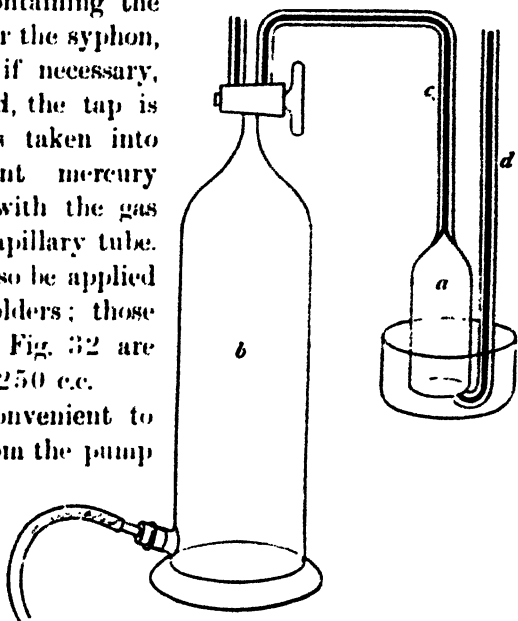 ontaining the
r the syphon,
if necessary,
d, the tap is
s taken into
nt mercury
with the gas
apillary tube.
so be applied
olders; those
Fig. 32 are
250 c.c.
onvenient to
om the pump
a
b
c
d